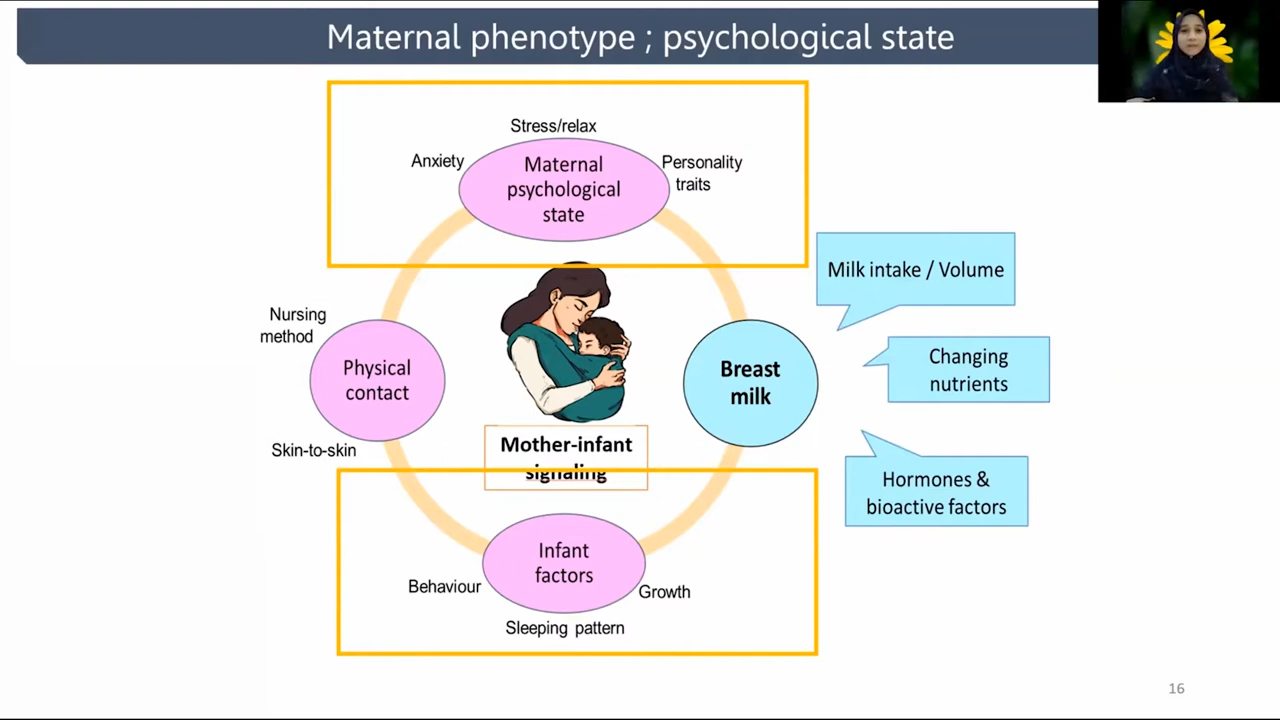 Maternal phenotype ; psychological state
Stress/relax
Anxiety
Maternal
psychological
state
Personality
traits
Milk intake / Volume
Nursing
method
Physical
contact
Skin-to-skin
Breast
milk
Changing
nutrients
Mother-infant
signaling
Hormones &
bioactive factors
Infant
factors
Behaviour
Growth
Sleeping pattern
16